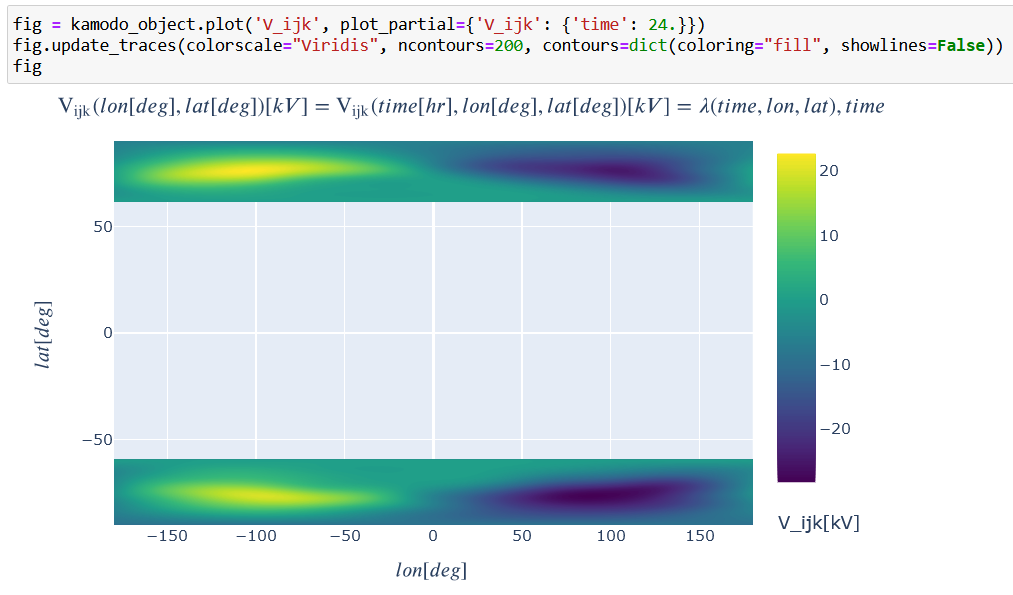 fig = kamodo_object.plot('V_ijk', plot_partial={'V_ijk': {'time': 24.}})
fig.update_traces(colorscale="Viridis", ncontours=200, contours=dict(coloring="fill", showlines=False))
fig
V_ijk(lon[deg], lat[deg])[kV] = V_ijk(time[hr], lon[deg], lat[deg])[kV] = λ(time, lon, lat), time
50
0
−50
lat[deg]
−150
−100
−50
0
50
100
150
lon[deg]
20
10
0
−10
−20
V_ijk[kV]